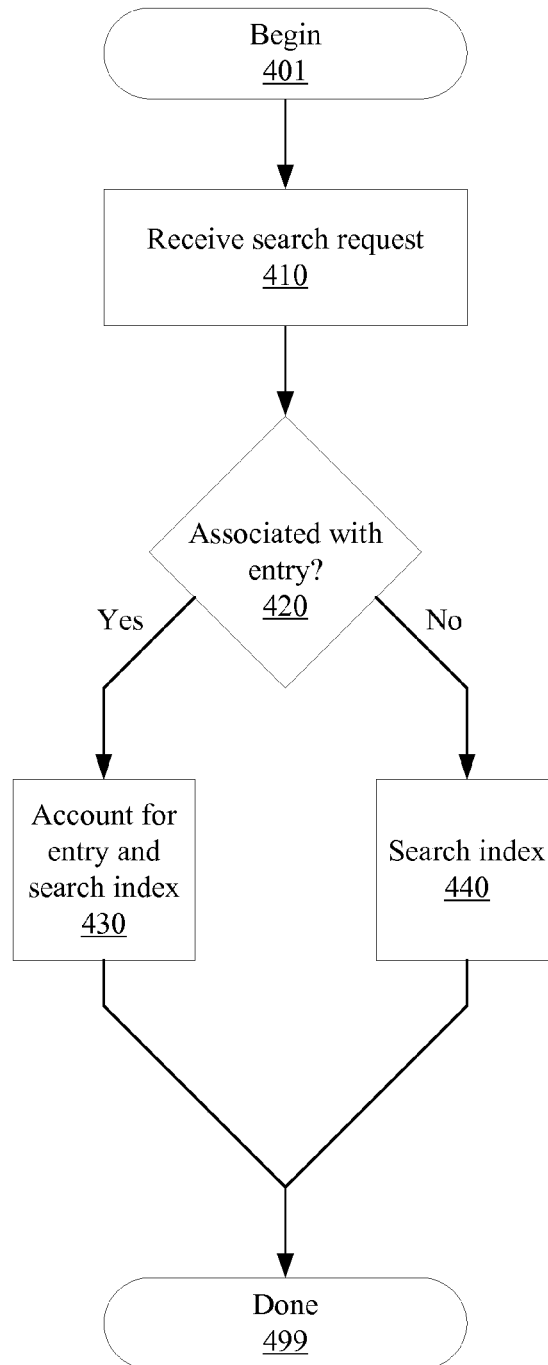 Begin
401
Receive search request
410
Associated with
entry?
420
Yes
No
Account for
entry and
search index
430
Search index
440
Done
499